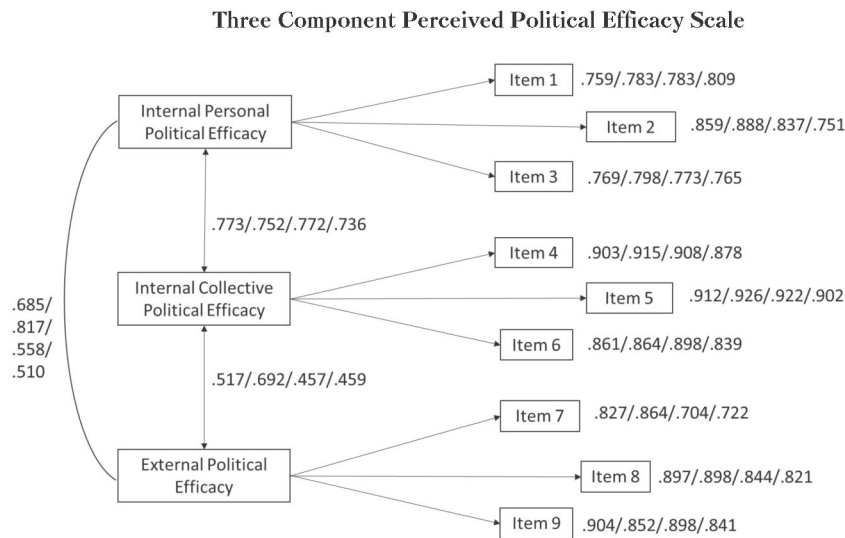 Three Component Perceived Political Efficacy Scale
Item 1
.759/.783/.783/.809
Internal Personal
Political Efficacy
Item 2
.859/.888/.837/.751
Item 3
.769/.798/.773/.765
.773/.752/.772/.736
Item 4
.903/.915/.908/.878
Internal Collective
Political Efficacy
Item 5
.912/.926/.922/.902
.685/
.817/
.558/
.510
Item 6
.861/.864/.898/.839
.517/.692/.457/.459
Item 7
.827/.864/.704/.722
External Political
Efficacy
Item 8
.897/.898/.844/.821
Item 9
.904/.852/.898/.841